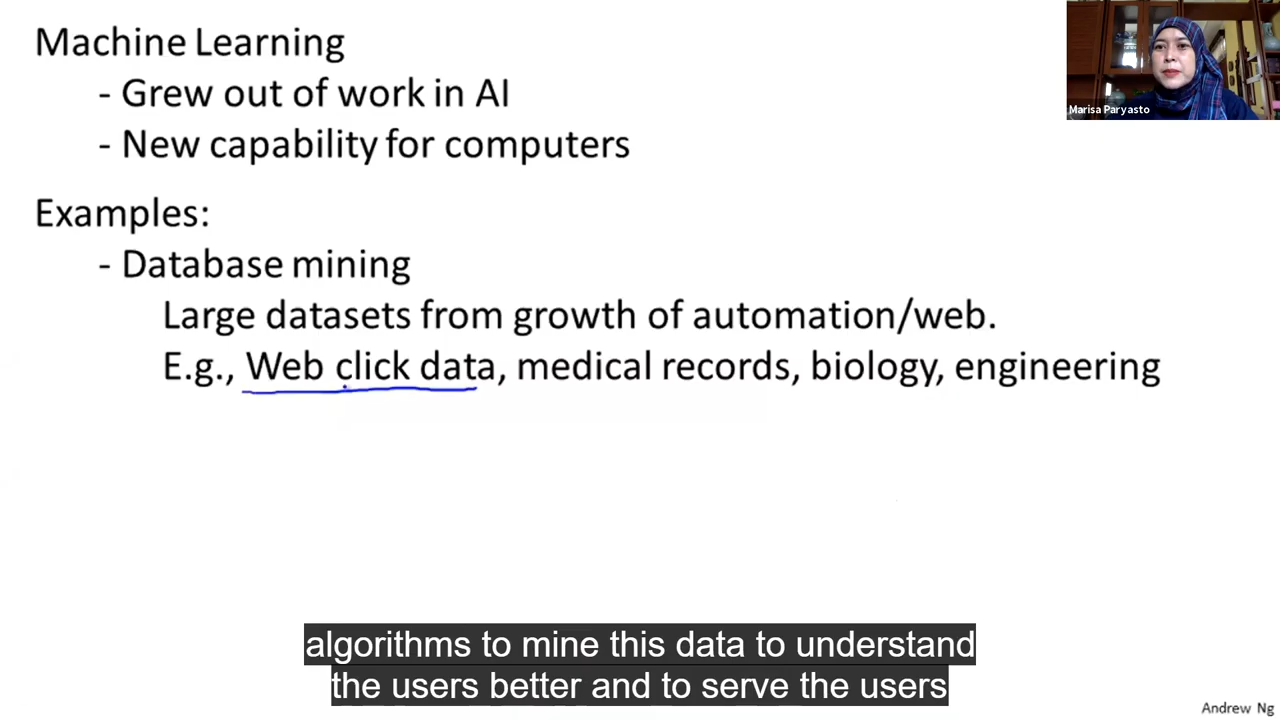 Machine Learning
- Grew out of work in AI
- New capability for computers
Examples:
- Database mining
Large datasets from growth of automation/web.
E.g., Web click data, medical records, biology, engineering
Marisa Paryasto
algorithms to mine this data to understand
the users better and to serve the users
Andrew Ng